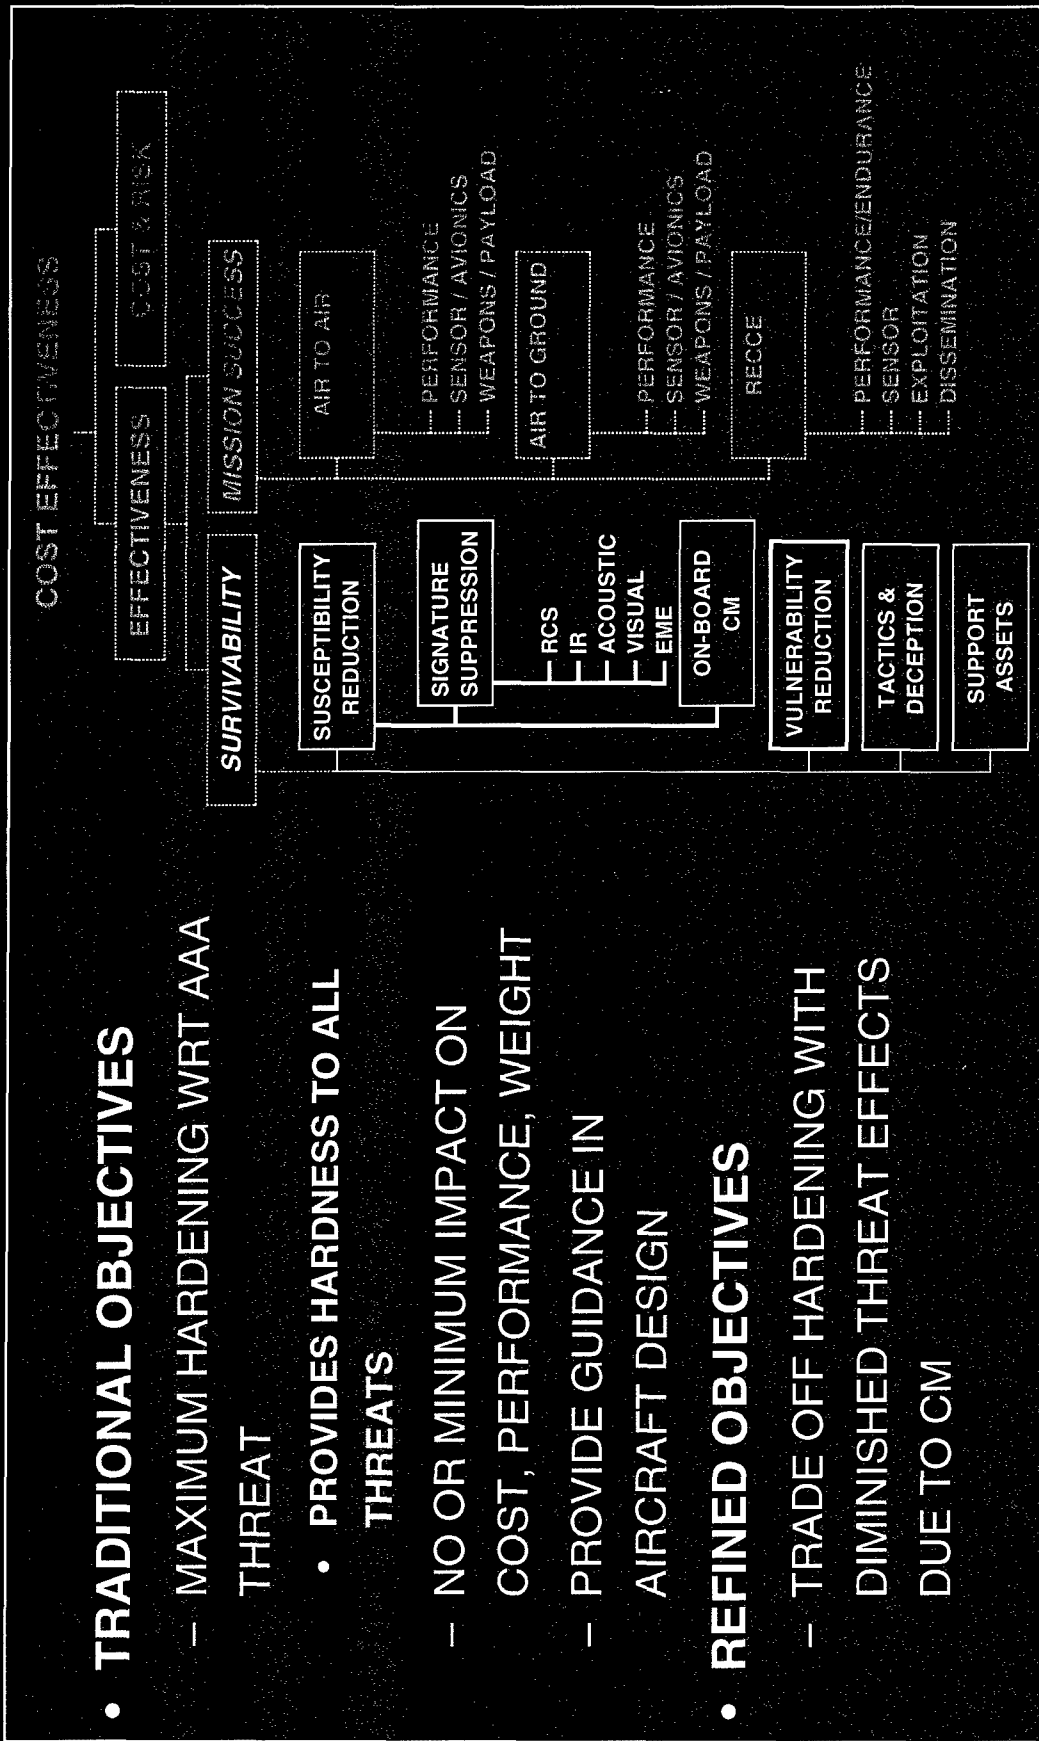 • TRADITIONAL OBJECTIVES
– MAXIMUM HARDENING WRT AAA
THREAT
• PROVIDES HARDNESS TO ALL
THREATS
– NO OR MINIMUM IMPACT ON
COST, PERFORMANCE, WEIGHT
– PROVIDE GUIDANCE IN
AIRCRAFT DESIGN
• REFINED OBJECTIVES
– TRADE OFF HARDENING WITH
DIMINISHED THREAT EFFECTS
DUE TO CM
COST EFFECTIVENESS
EFFECTIVENESS
COST & RISK
SURVIVABILITY
MISSION SUCCESS
SUSCEPTIBILITY
REDUCTION
SIGNATURE
SUPPRESSION
RCS
IR
ACOUSTIC
VISUAL
EME
ON-BOARD
CM
VULNERABILITY
REDUCTION
TACTICS &
DECEPTION
SUPPORT
ASSETS
AIR TO AIR
PERFORMANCE
SENSOR / AVIONICS
WEAPONS / PAYLOAD
AIR TO GROUND
PERFORMANCE
SENSOR / AVIONICS
WEAPONS / PAYLOAD
RECCE
PERFORMANCE/ENDURANCE
SENSOR
EXPLOITATION
DISSEMINATION